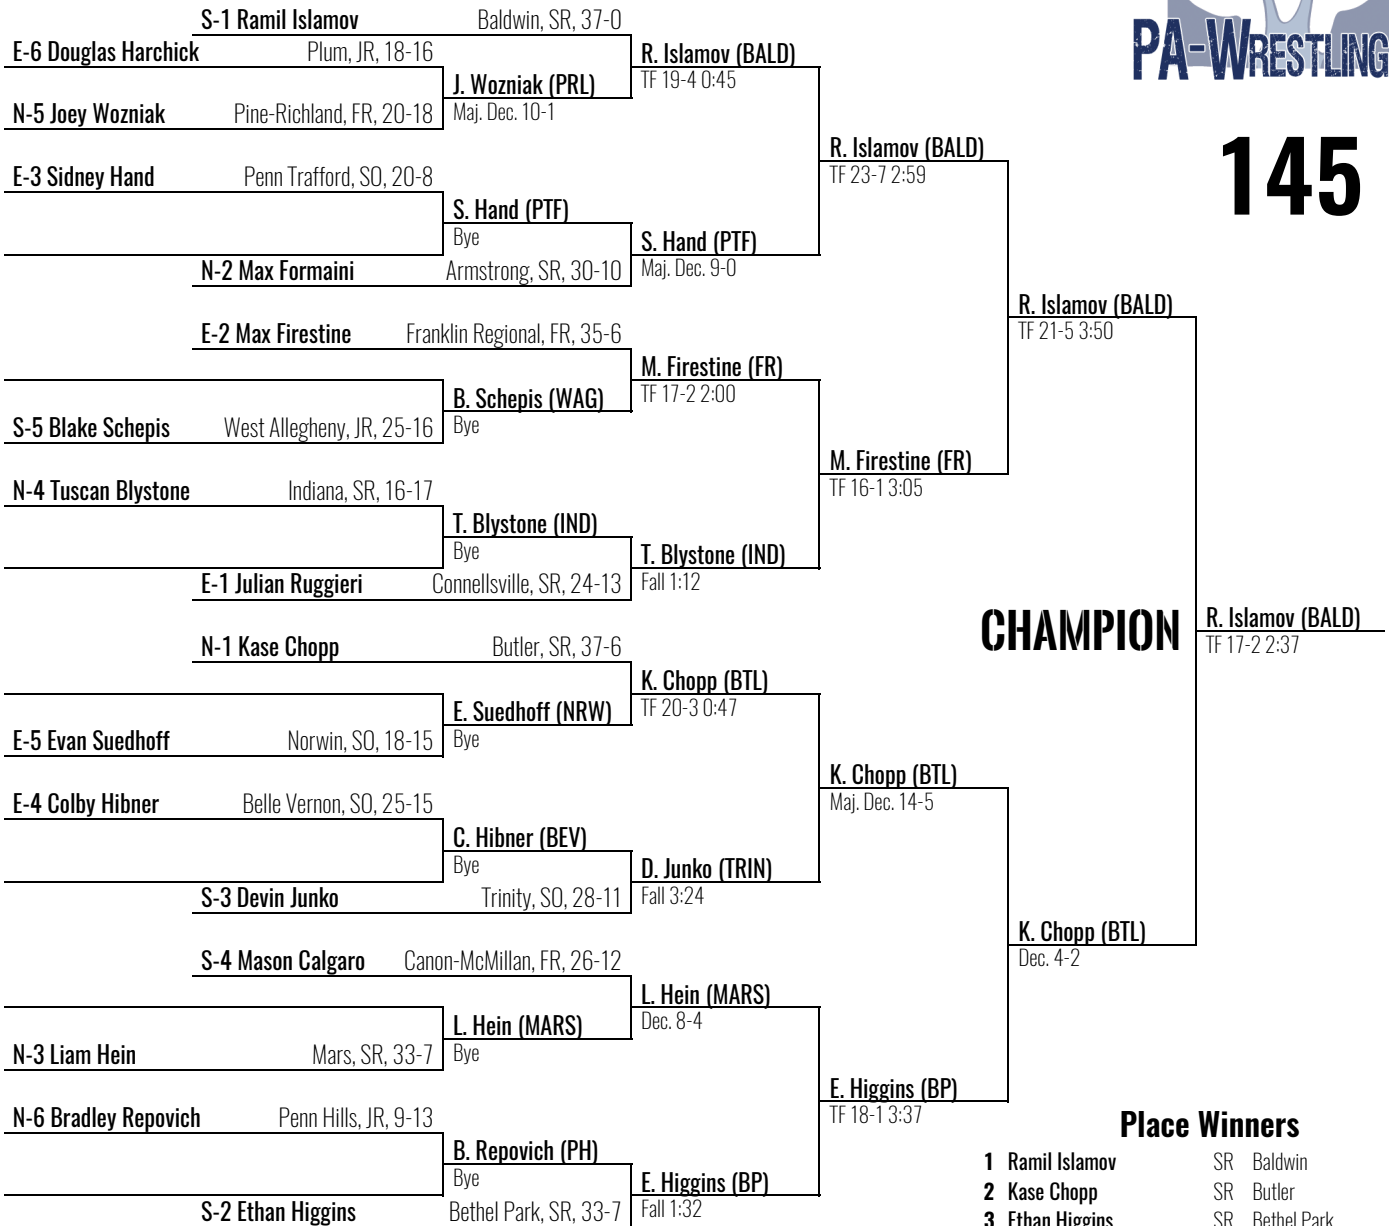 PA-WRESTLING
145
S-1 Ramil Islamov Baldwin, SR, 37-0
E-6 Douglas Harchick Plum, JR, 18-16
R. Islamov (BALD)
TF 19-4 0:45
J. Wozniak (PRL)
Maj. Dec. 10-1
N-5 Joey Wozniak Pine-Richland, FR, 20-18
R. Islamov (BALD)
TF 23-7 2:59
E-3 Sidney Hand Penn Trafford, SO, 20-8
S. Hand (PTF)
Bye
S. Hand (PTF)
Maj. Dec. 9-0
N-2 Max Formaini Armstrong, SR, 30-10
R. Islamov (BALD)
TF 21-5 3:50
E-2 Max Firestine Franklin Regional, FR, 35-6
M. Firestine (FR)
TF 17-2 2:00
B. Schepis (WAG)
Bye
S-5 Blake Schepis West Allegheny, JR, 25-16
M. Firestine (FR)
TF 16-1 3:05
N-4 Tuscan Blystone Indiana, SR, 16-17
T. Blystone (IND)
Bye
T. Blystone (IND)
Fall 1:12
E-1 Julian Ruggieri Connellsville, SR, 24-13
CHAMPION
R. Islamov (BALD)
TF 17-2 2:37
N-1 Kase Chopp Butler, SR, 37-6
K. Chopp (BTL)
TF 20-3 0:47
E. Suedhoff (NRW)
Bye
E-5 Evan Suedhoff Norwin, SO, 18-15
K. Chopp (BTL)
Maj. Dec. 14-5
E-4 Colby Hibner Belle Vernon, SO, 25-15
C. Hibner (BEV)
Bye
D. Junko (TRIN)
Fall 3:24
S-3 Devin Junko Trinity, SO, 28-11
K. Chopp (BTL)
Dec. 4-2
S-4 Mason Calgaro Canon-McMillan, FR, 26-12
L. Hein (MARS)
Dec. 8-4
L. Hein (MARS)
Bye
N-3 Liam Hein Mars, SR, 33-7
E. Higgins (BP)
TF 18-1 3:37
N-6 Bradley Repovich Penn Hills, JR, 9-13
B. Repovich (PH)
Bye
E. Higgins (BP)
Fall 1:32
S-2 Ethan Higgins Bethel Park, SR, 33-7
Place Winners
1 Ramil Islamov SR Baldwin
2 Kase Chopp SR Butler
3 Ethan Higgins SR Bethel Park